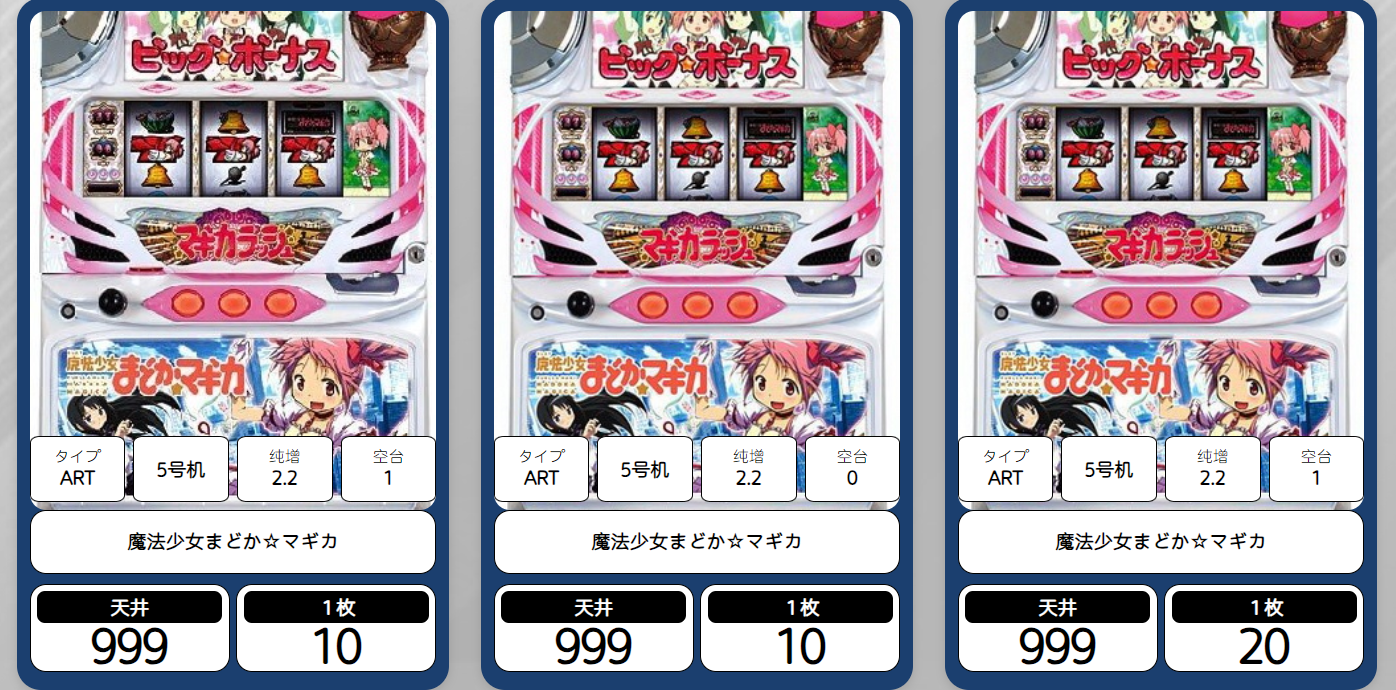 ビッグ☆ボーナス
マギカラッシュ
魔法少女
まどか☆マギカ
タイプ
ART
5号机
純増
2.2
空台
1
魔法少女まどか☆マギカ
天井
999
1枚
10
ビッグ☆ボーナス
マギカラッシュ
魔法少女
まどか☆マギカ
タイプ
ART
5号机
純増
2.2
空台
0
魔法少女まどか☆マギカ
天井
999
1枚
10
ビッグ☆ボーナス
マギカラッシュ
魔法少女
まどか☆マギカ
タイプ
ART
5号机
純増
2.2
空台
1
魔法少女まどか☆マギカ
天井
999
1枚
20